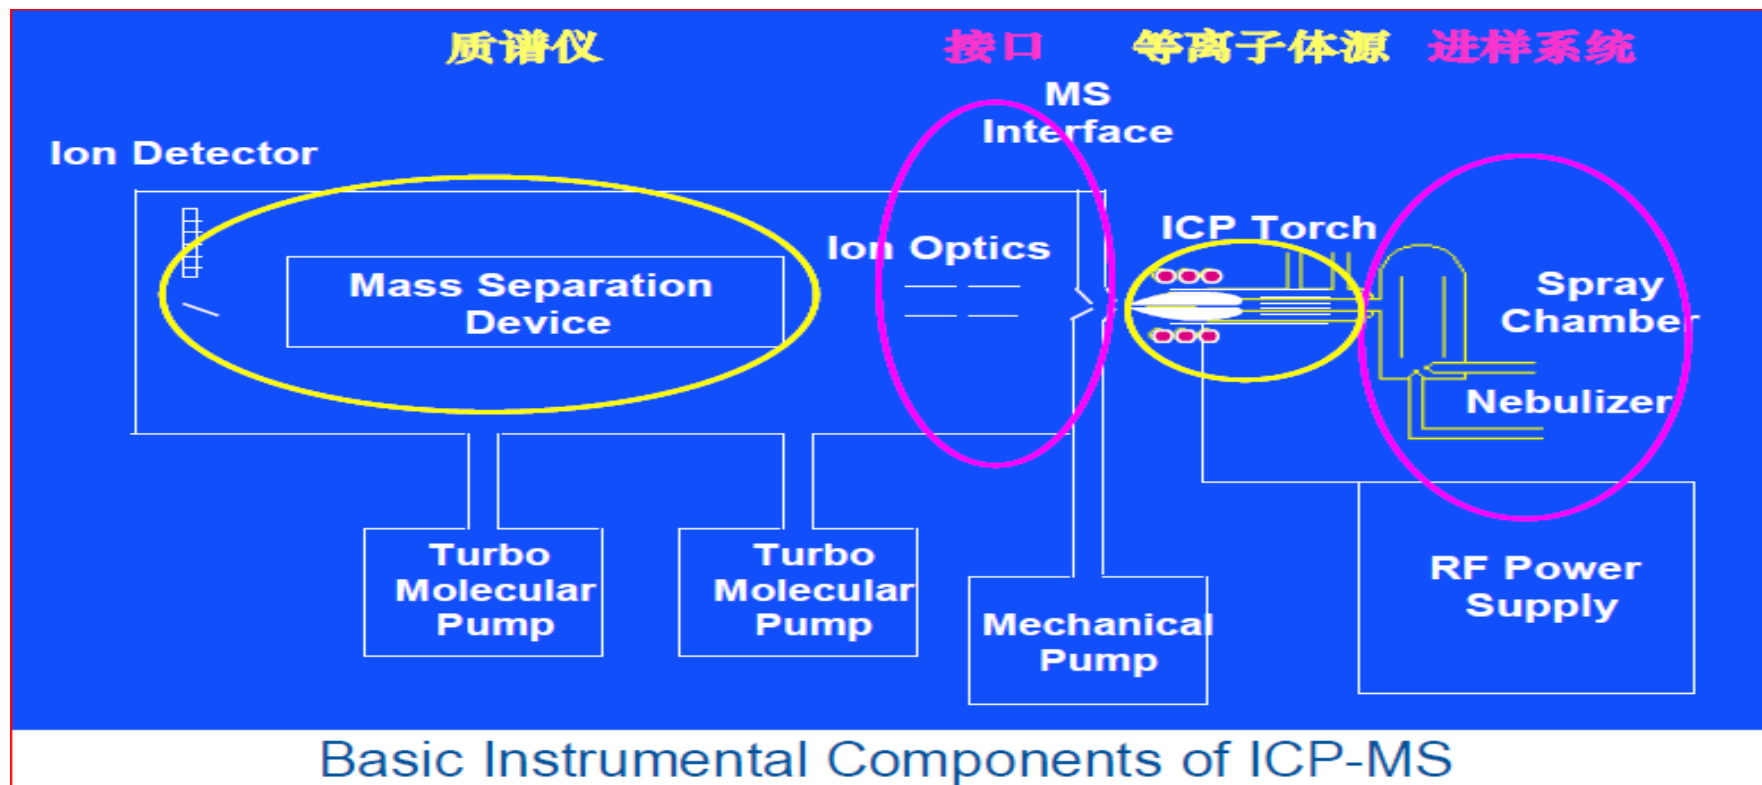 质谱仪
接口
等离子体源
进样系统
MS
Interface
Ion Detector
ICP Torch
Ion Optics
Mass Separation
Device
Spray
Chamber
Nebulizer
Turbo
Molecular
Pump
Turbo
Molecular
Pump
Mechanical
Pump
RF Power
Supply
Basic Instrumental Components of ICP-MS